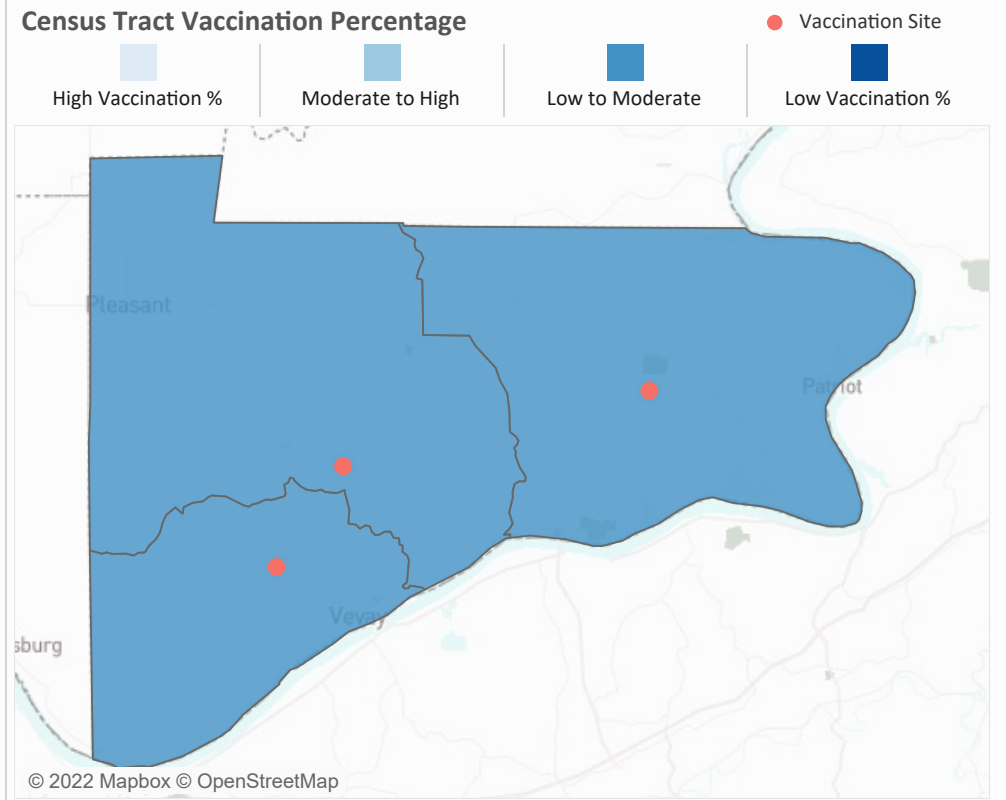 Census Tract Vaccination Percentage
Vaccination Site
High Vaccination %
Moderate to High
Low to Moderate
Low Vaccination %
Pleasant
Patriot
Vevay
sburg
© 2022 Mapbox © OpenStreetMap